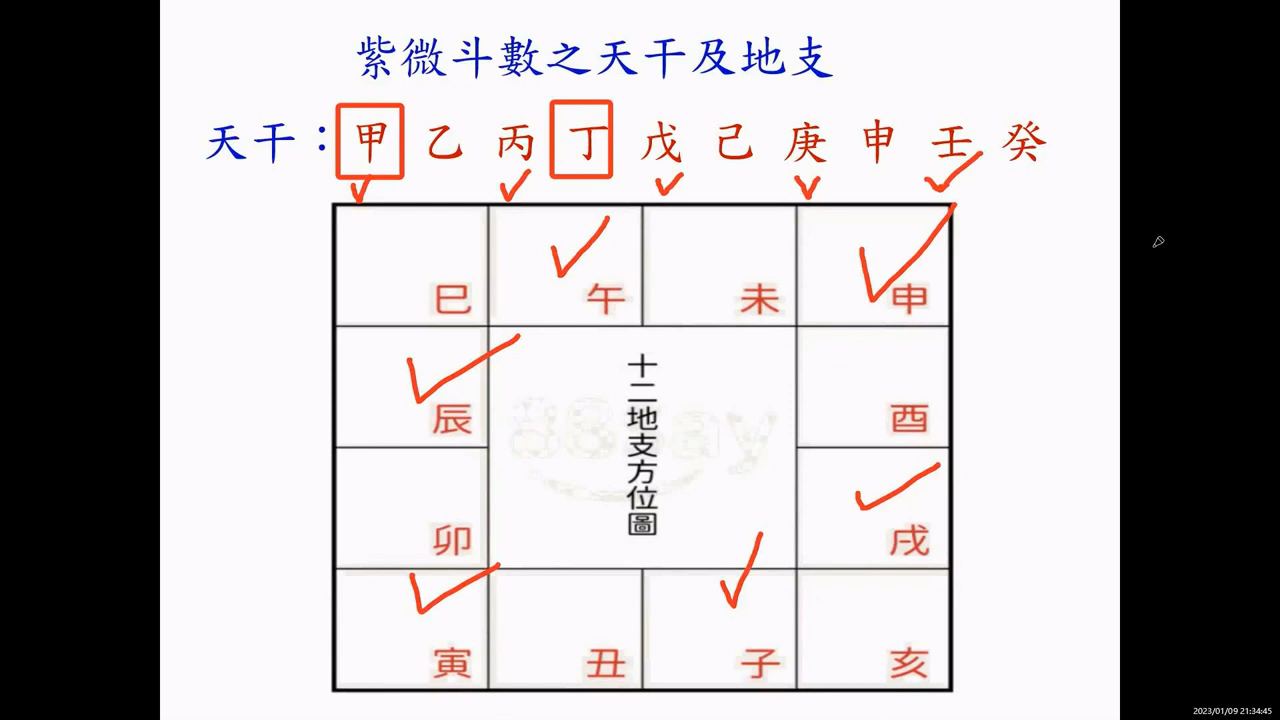 紫微斗數之天干及地支
天干：甲 乙 丙 丁 戊 己 庚 申 壬 癸
巳 午 未 申
辰 酉
十二地支方位圖
88say
卯 戌
寅 丑 子 亥
2023/01/09 21:34:45